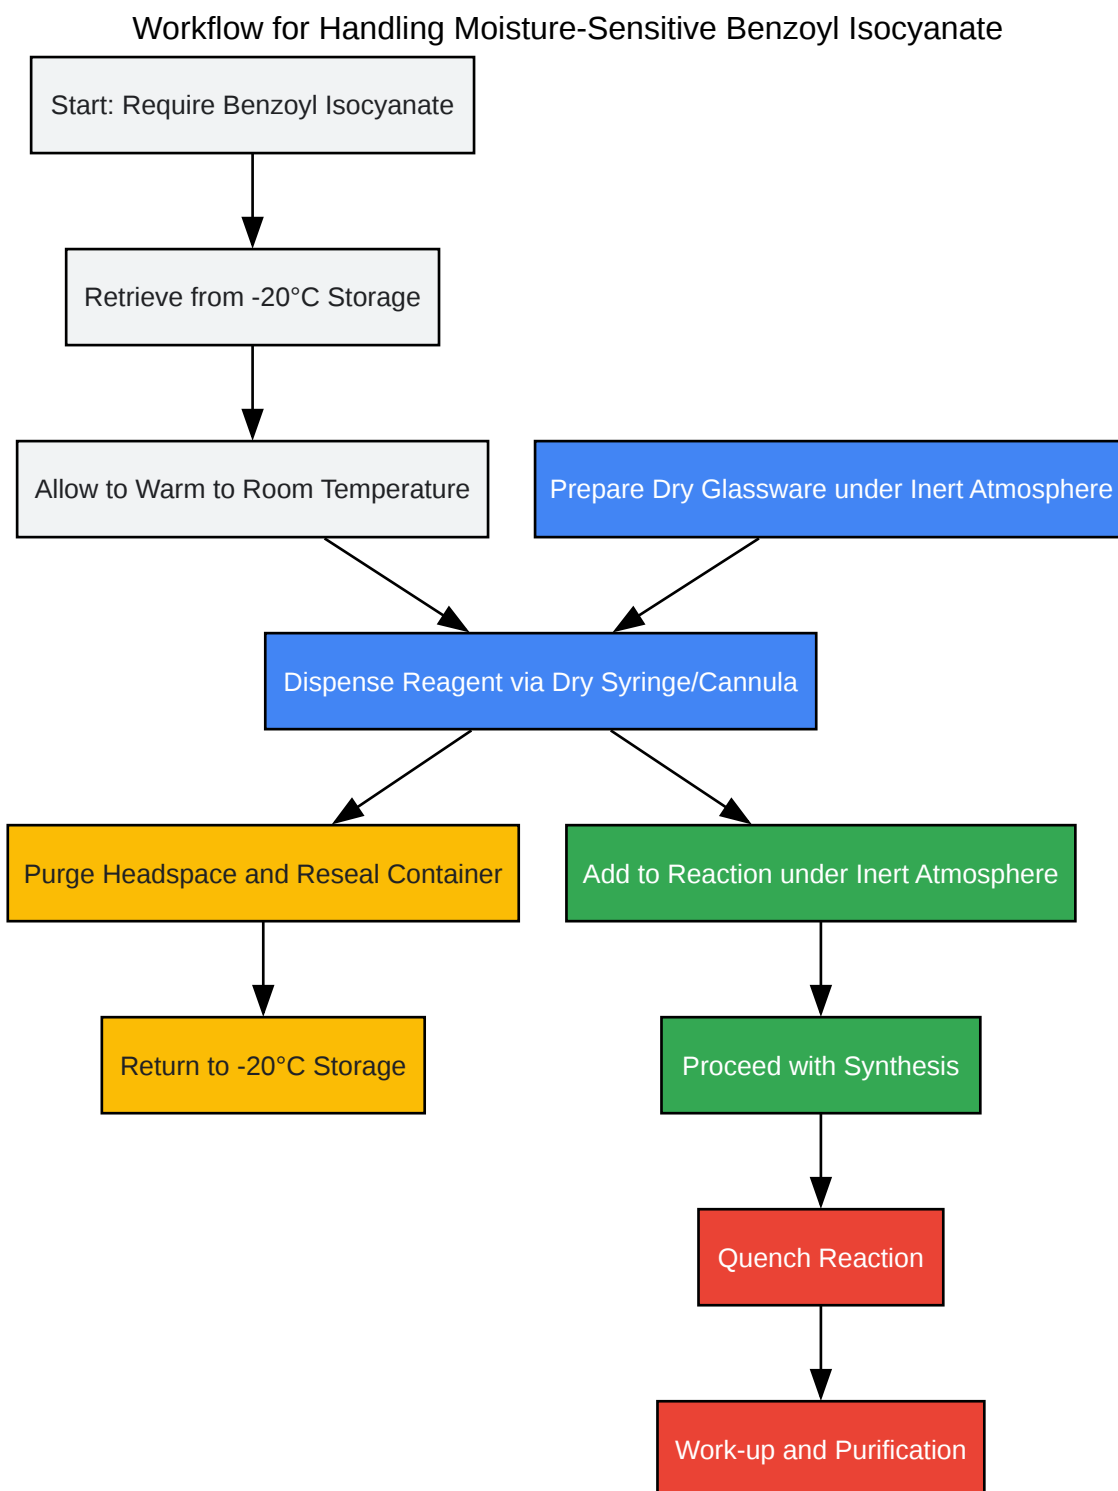 Workflow for Handling Moisture-Sensitive Benzoyl Isocyanate
Start: Require Benzoyl Isocyanate
Retrieve from -20°C Storage
Allow to Warm to Room Temperature
Prepare Dry Glassware under Inert Atmosphere
Dispense Reagent via Dry Syringe/Cannula
Purge Headspace and Reseal Container
Add to Reaction under Inert Atmosphere
Return to -20°C Storage
Proceed with Synthesis
Quench Reaction
Work-up and Purification